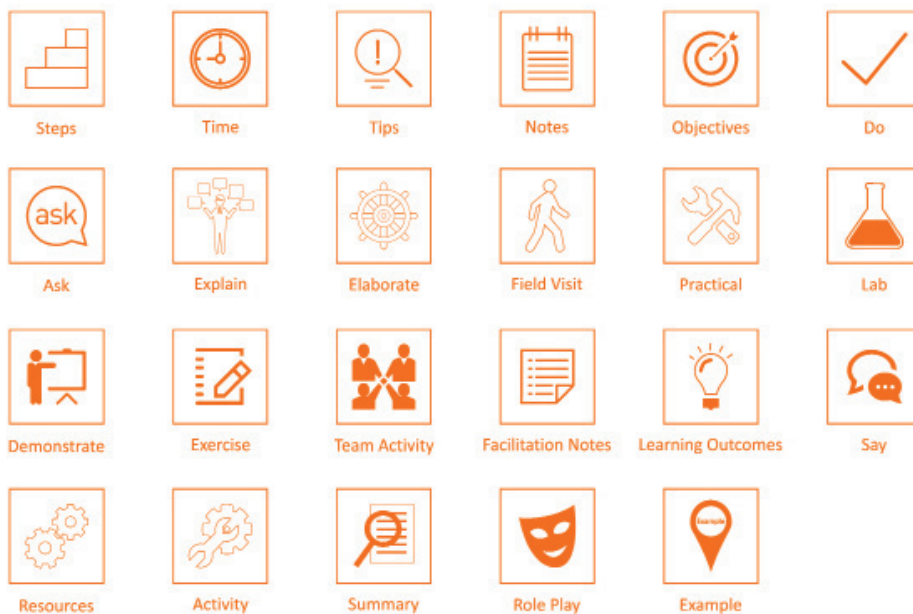 Steps
Time
Tips
Notes
Objectives
Do
ask
Ask
Explain
Elaborate
Field Visit
Practical
Lab
Demonstrate
Exercise
Team Activity
Facilitation Notes
Learning Outcomes
Say
Example
Resources
Activity
Summary
Role Play
Example